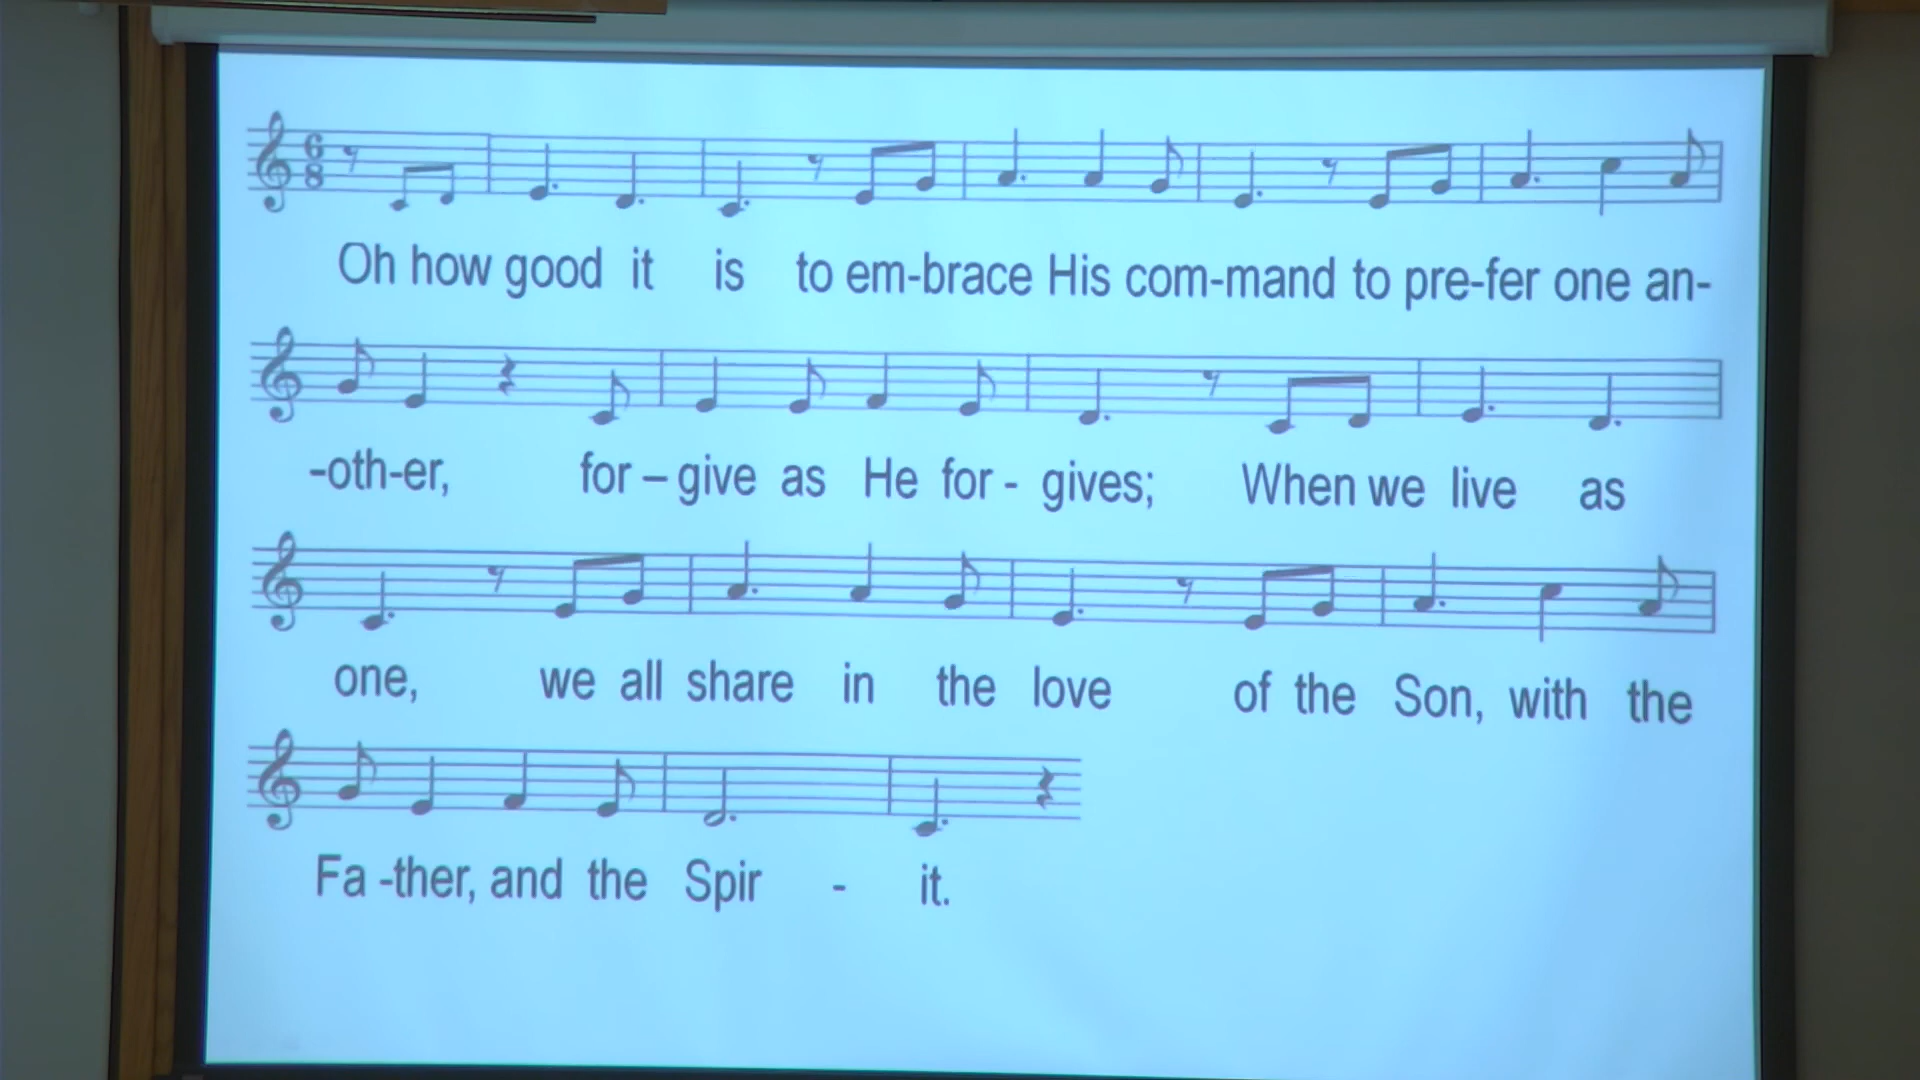 6
8
Oh how good it is to em-brace His com-mand to pre-fer one an-
-oth-er, for – give as He for - gives; When we live as
one, we all share in the love of the Son, with the
Fa -ther, and the Spir - it.